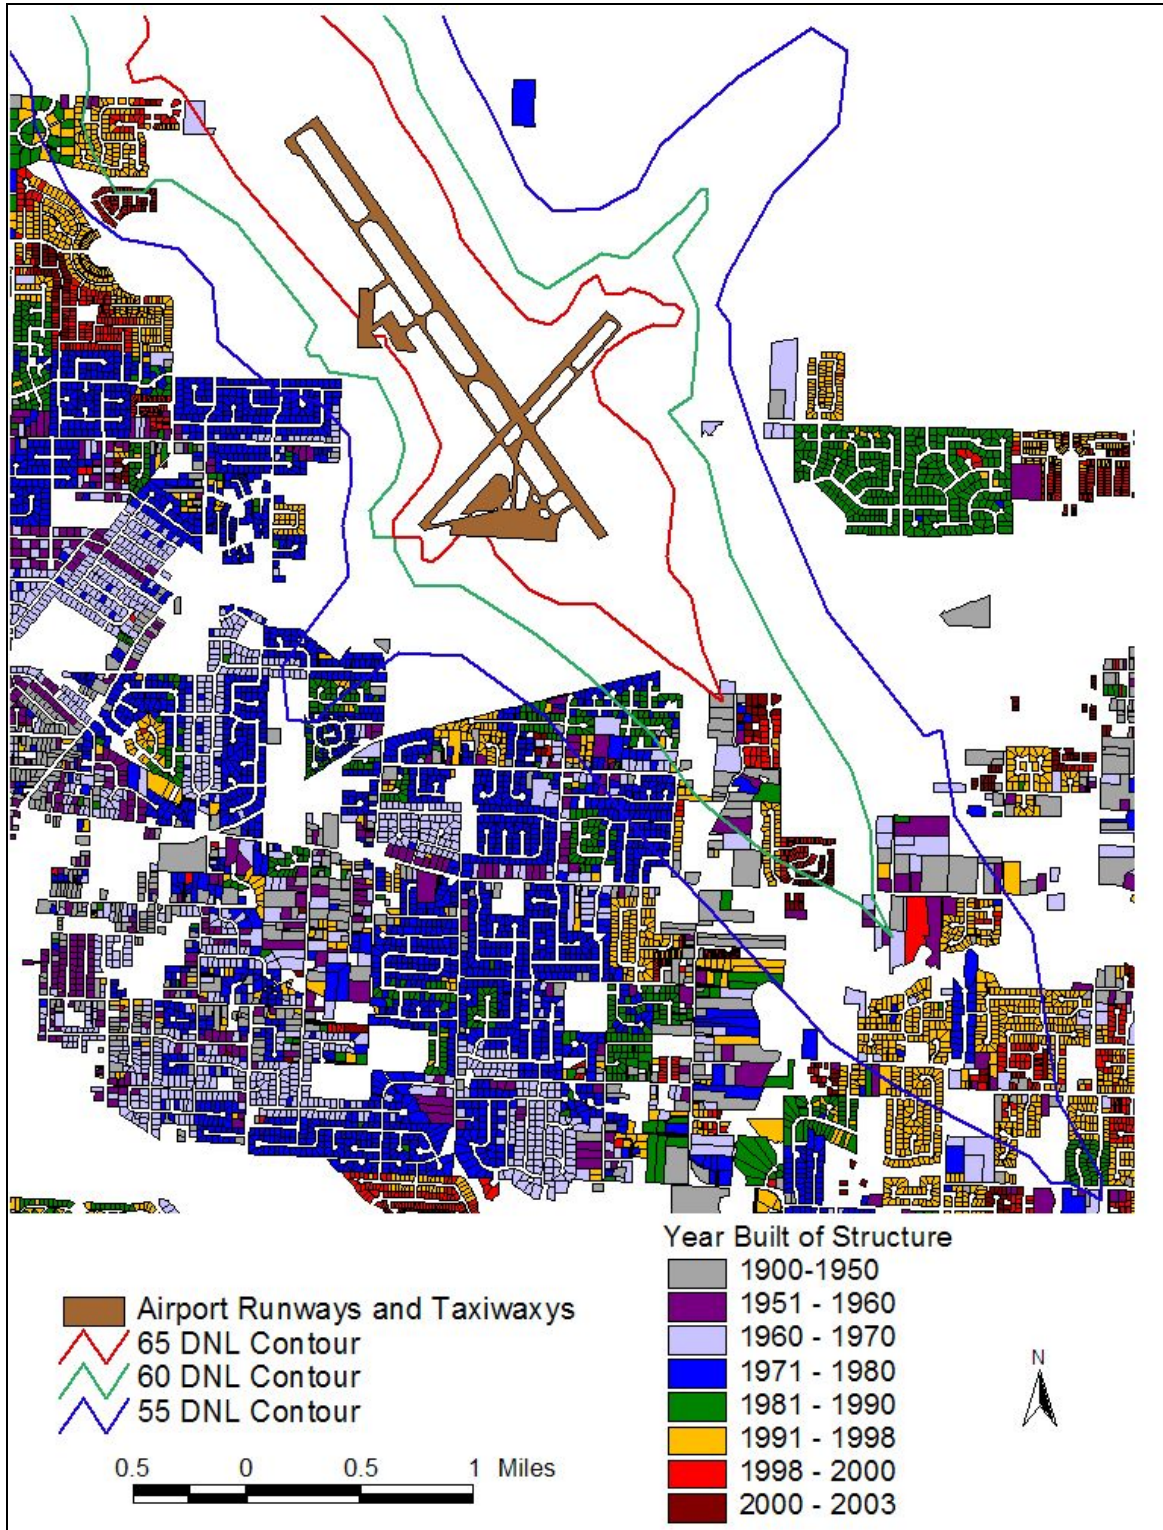 Year Built of Structure
1900-1950
1951 - 1960
1960 - 1970
1971 - 1980
1981 - 1990
1991 - 1998
1998 - 2000
2000 - 2003
Airport Runways and Taxiwaxys
65 DNL Contour
60 DNL Contour
55 DNL Contour
0.5 0 0.5 1 Miles
N